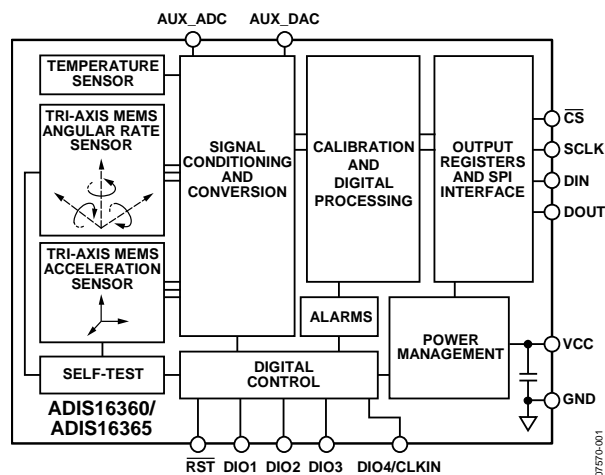 AUX_ADC
AUX_DAC
TEMPERATURE
SENSOR
TRI-AXIS MEMS
ANGULAR RATE
SENSOR
TRI-AXIS MEMS
ACCELERATION
SENSOR
SELF-TEST
SIGNAL
CONDITIONING
AND
CONVERSION
CALIBRATION
AND
DIGITAL
PROCESSING
OUTPUT
REGISTERS
AND SPI
INTERFACE
CS
SCLK
DIN
DOUT
ALARMS
POWER
MANAGEMENT
DIGITAL
CONTROL
VCC
GND
ADIS16360/
ADIS16365
RST
DIO1
DIO2
DIO3
DIO4/CLKIN
07570-001